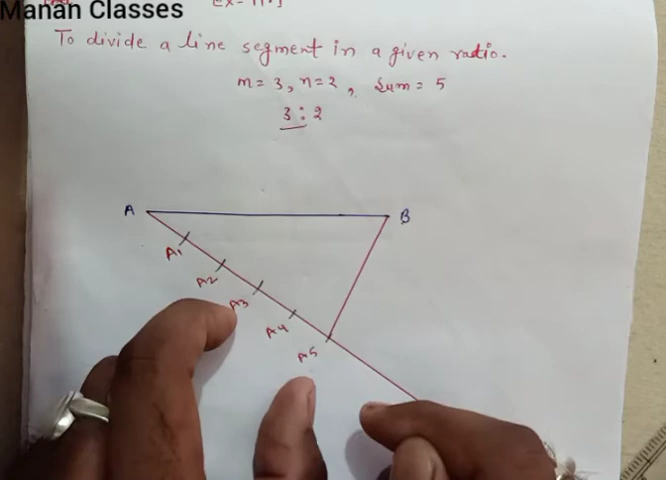 Manan Classes
To divide a line segment in a given ratio.
m = 3, n = 2, Sum = 5
3 : 2
A
B
A1
A2
A3
A4
A5